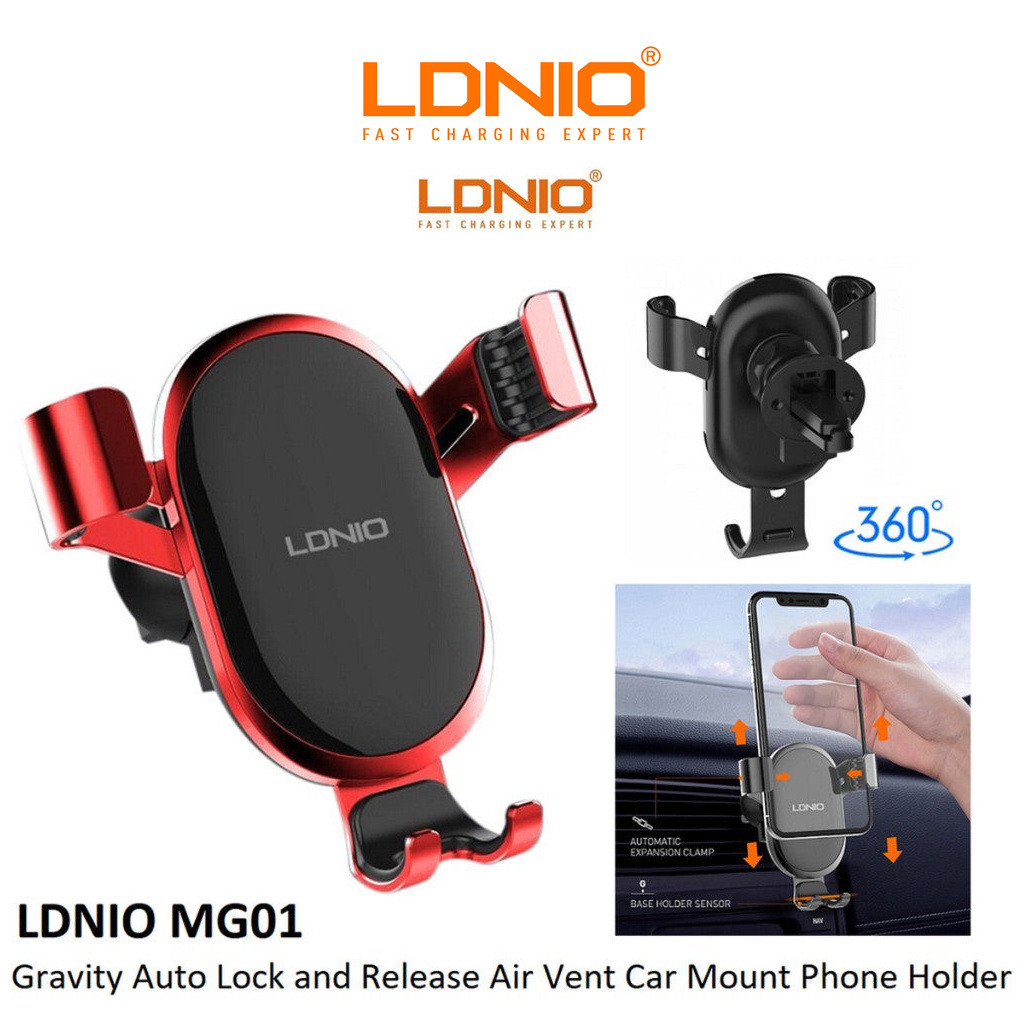 LDNIO®
FAST CHARGING EXPERT
LDNIO®
FAST CHARGING EXPERT
LDNIO
360°
LDNIO
AUTOMATIC
EXPANSION CLAMP
G
BASE HOLDER SENSOR
NAV
LDNIO MG01
Gravity Auto Lock and Release Air Vent Car Mount Phone Holder